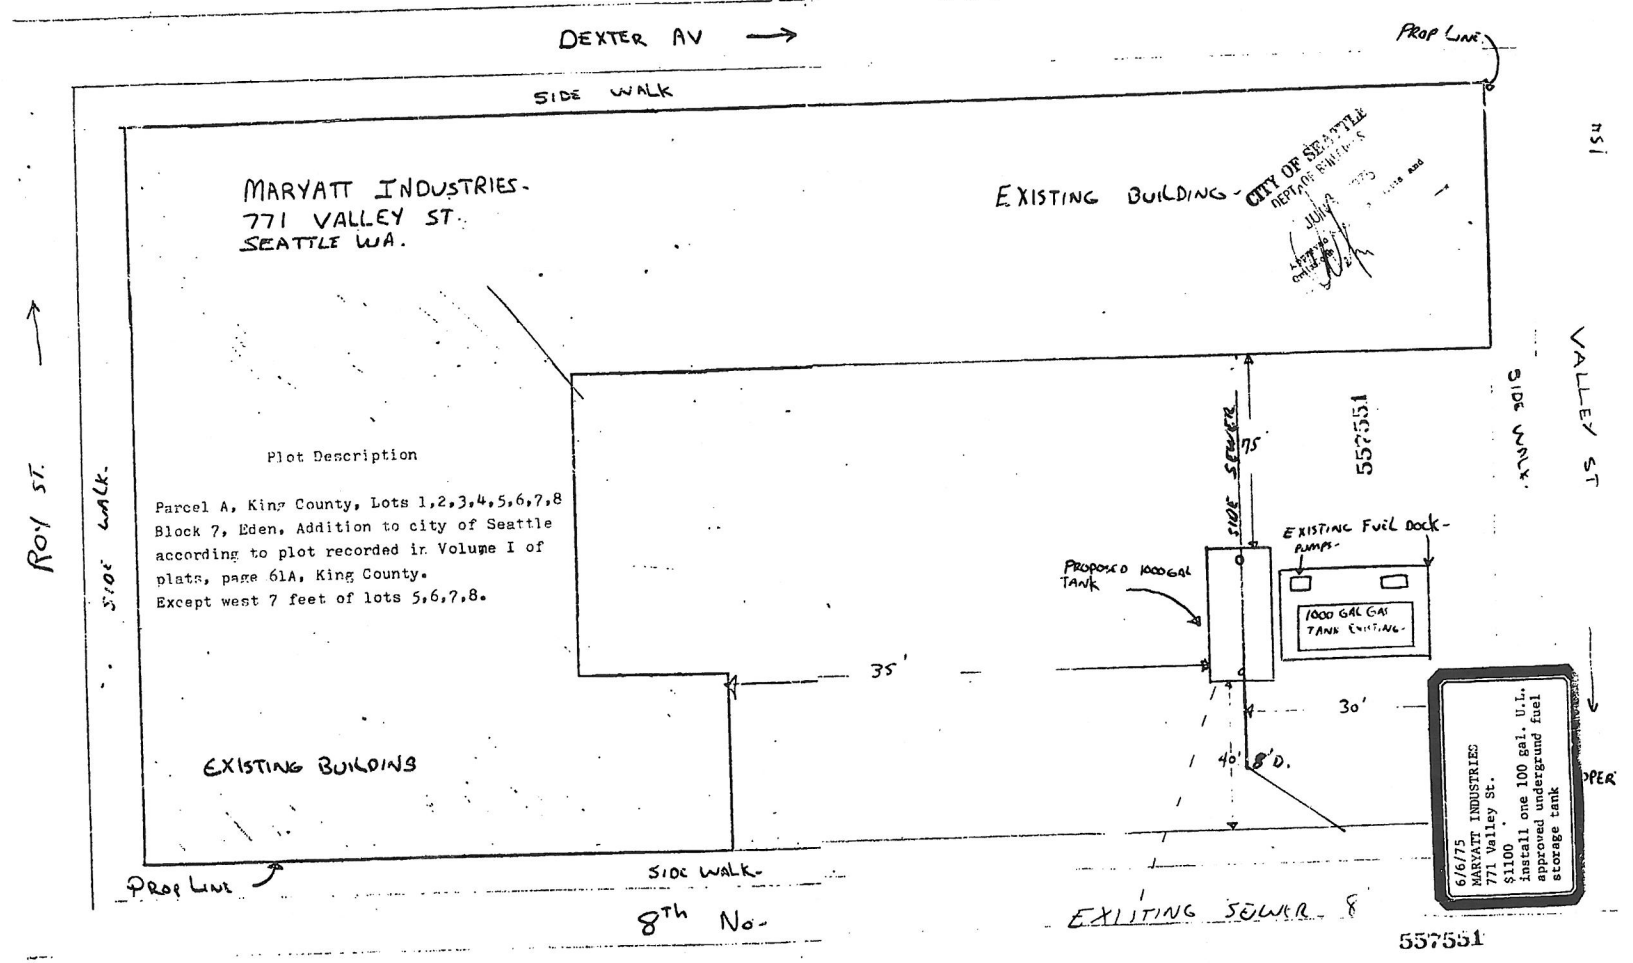 DEXTER AV
PROP LINE
SIDE WALK
MARYATT INDUSTRIES-
771 VALLEY ST.
SEATTLE WA.
EXISTING BUILDING-
CITY OF SEATTLE
DEPT. OF
JUN
ROY ST.
SIDE WALK.
Plot Description
Parcel A, King County, Lots 1,2,3,4,5,6,7,8
Block 7, Eden, Addition to city of Seattle
according to plot recorded in Volume I of
plats, page 61A, King County.
Except west 7 feet of lots 5,6,7,8.
SIDE SEWER
75'
557551
SIDE WALK
VALLEY ST
EXISTING FUEL DOCK-
PUMPS-
PROPOSED 1000 GAL
TANK
1000 GAL GAS
TANK EXISTING-
35'
30'
40'
8"D.
EXISTING BUILDING
6/6/75
MARYATT INDUSTRIES
771 Valley St.
$1100
install one 100 gal. U.L.
approved undergrund fuel
storage tank
OPER
PROP LINE
SIDE WALK-
8TH NO-
EXISTING SEWER - 8
557551